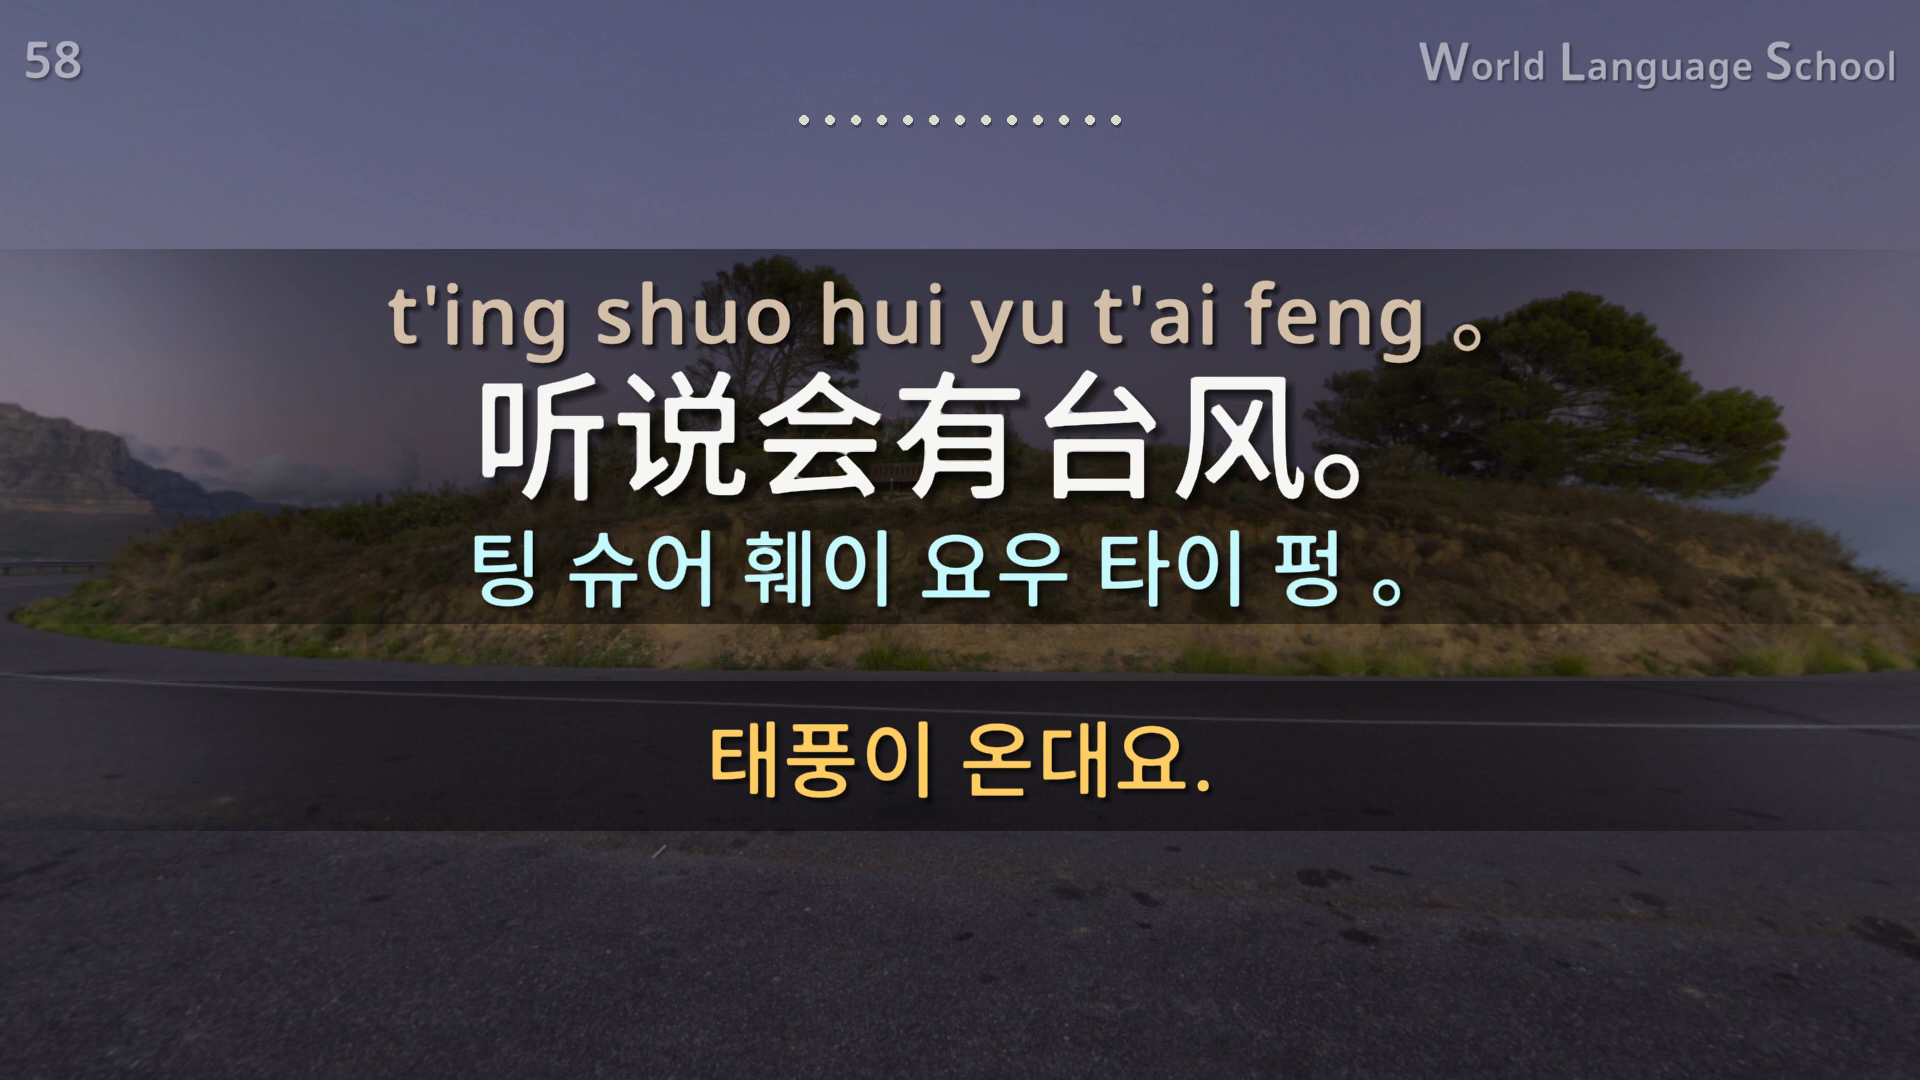 58
World Language School
t'ing shuo hui yu t'ai feng 。
听说会有台风。
팅 슈어 훼이 요우 타이 펑 。
태풍이 온대요.